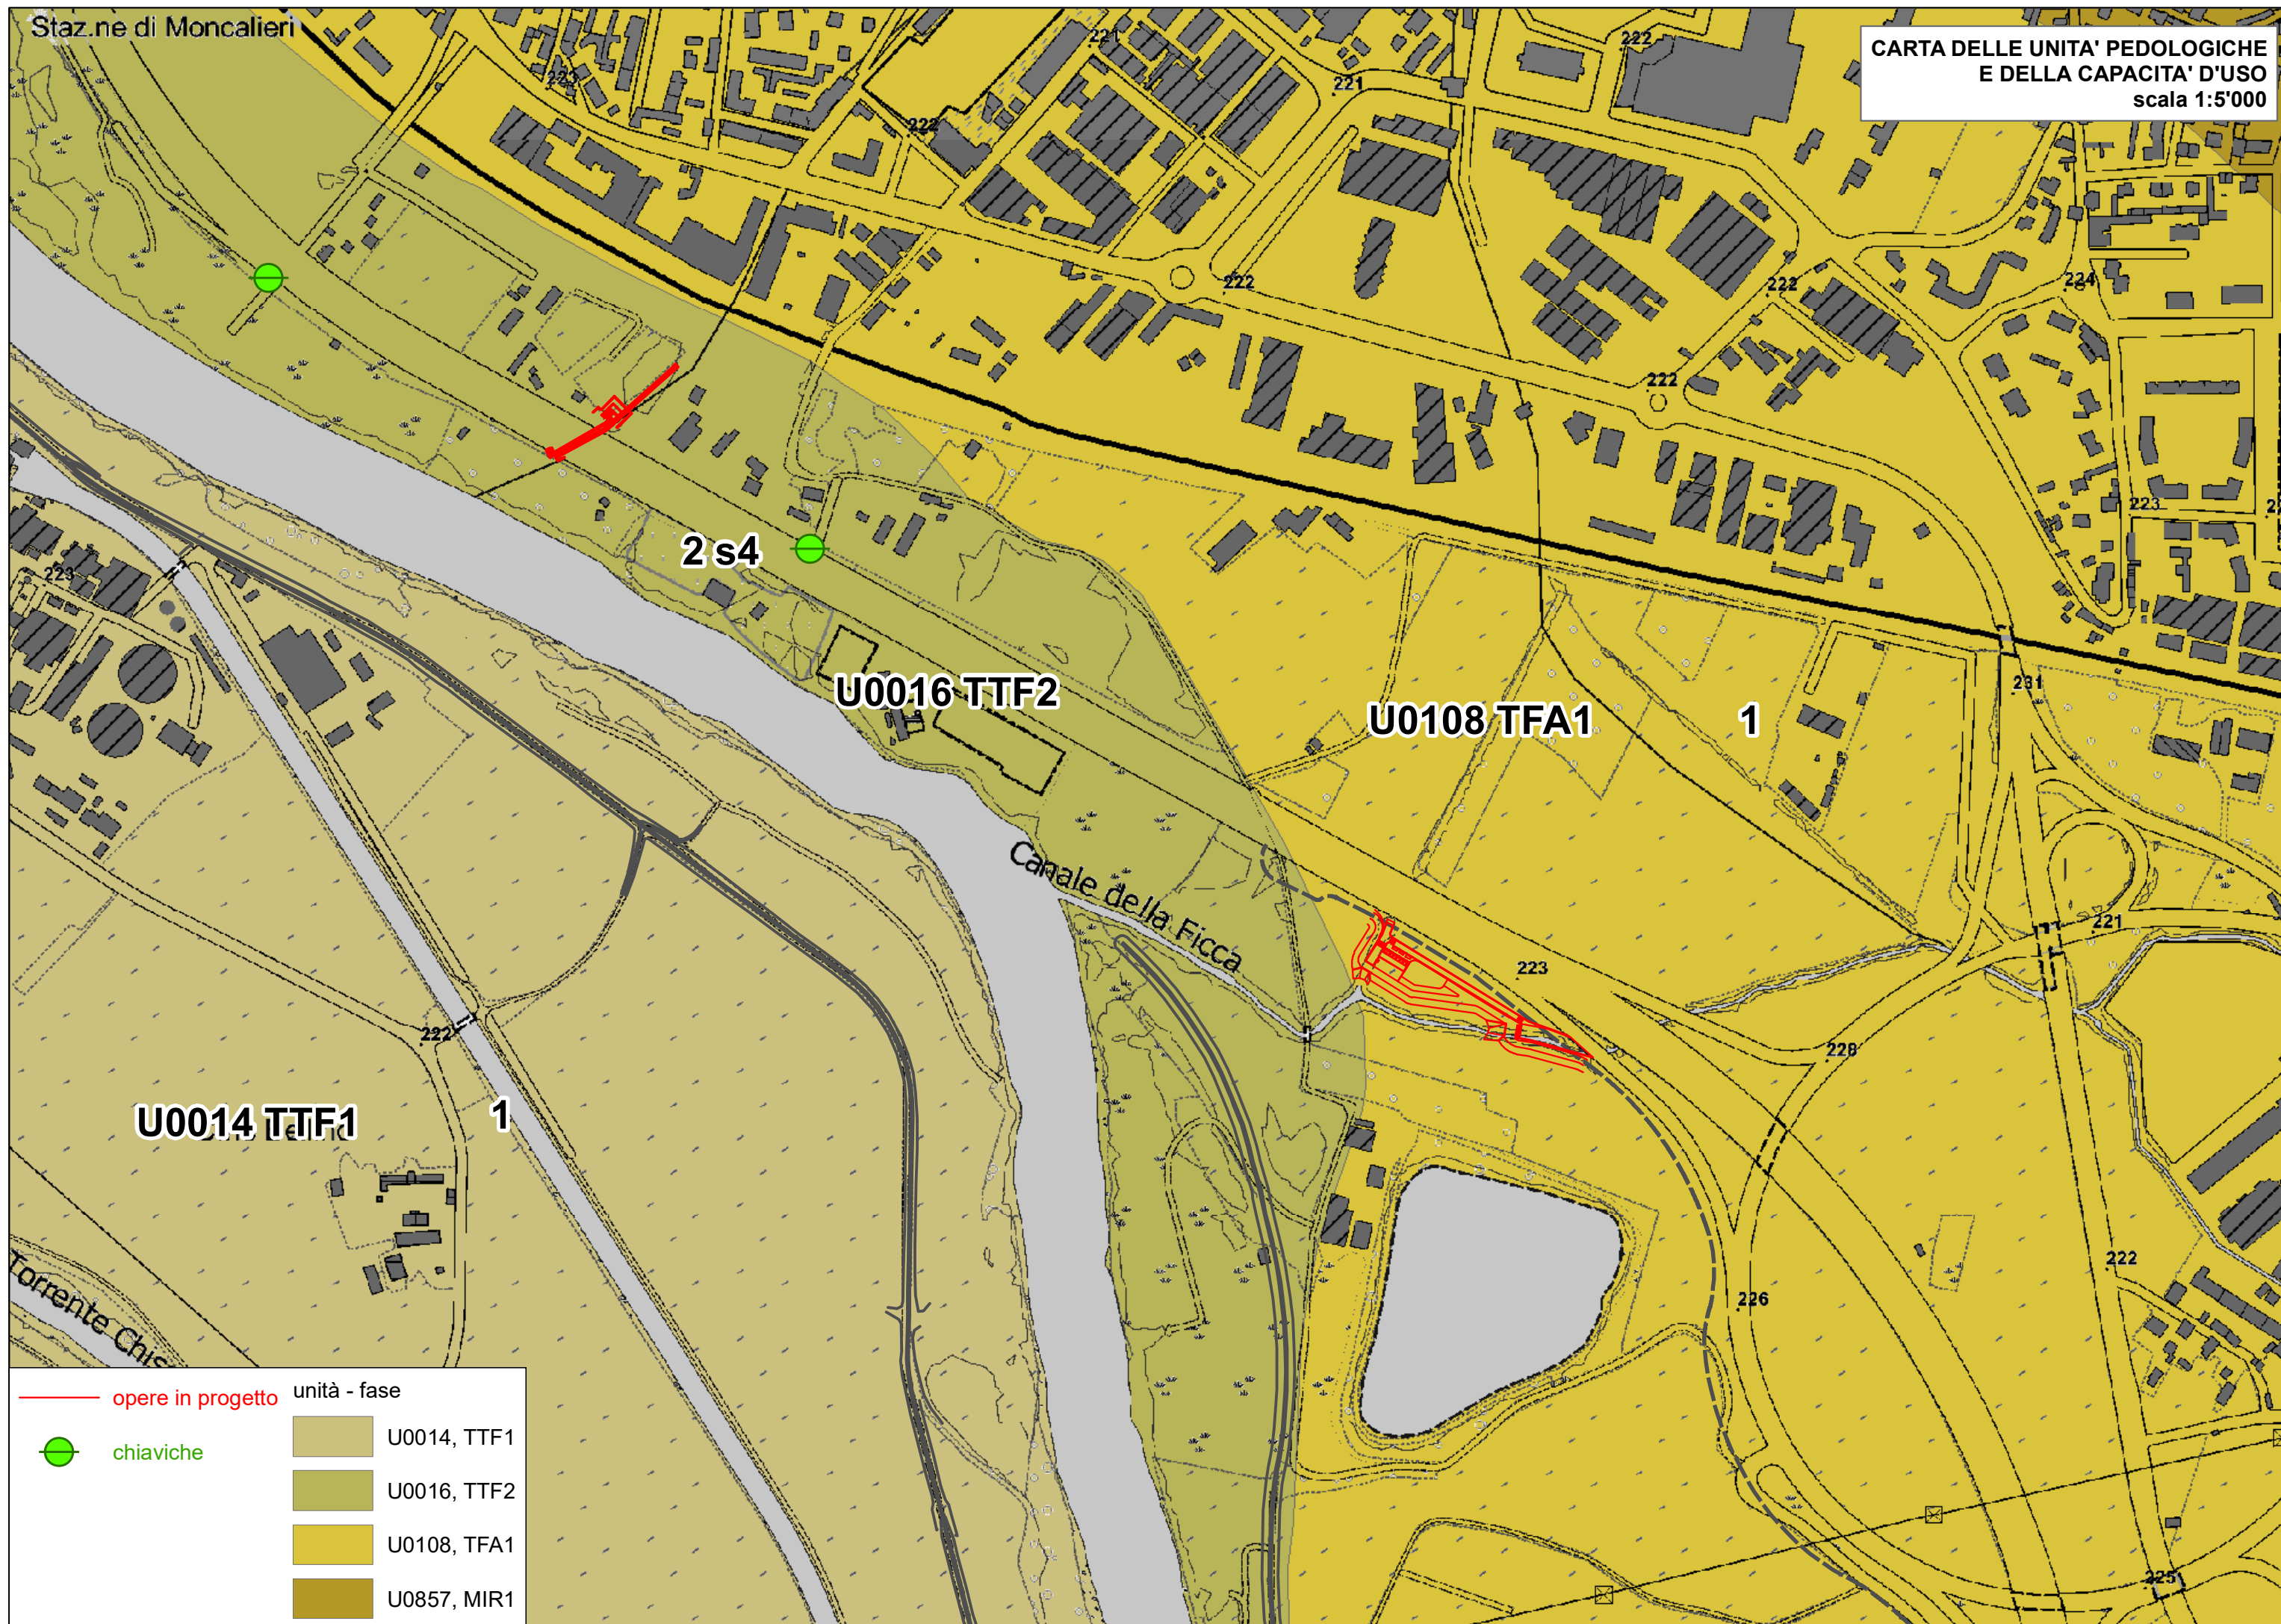 Staz.ne di Moncalieri
CARTA DELLE UNITA' PEDOLOGICHE
E DELLA CAPACITA' D'USO
scala 1:5'000
221
222
223
221
222
222
222
224
222
223
2 s4
223
U0016 TTF2
U0108 TFA1
1
231
Canale della Ficca
221
223
222
228
U0014 TTF1
1
222
226
Torrente Chis
225
opere in progetto
chiaviche
unità - fase
U0014, TTF1
U0016, TTF2
U0108, TFA1
U0857, MIR1